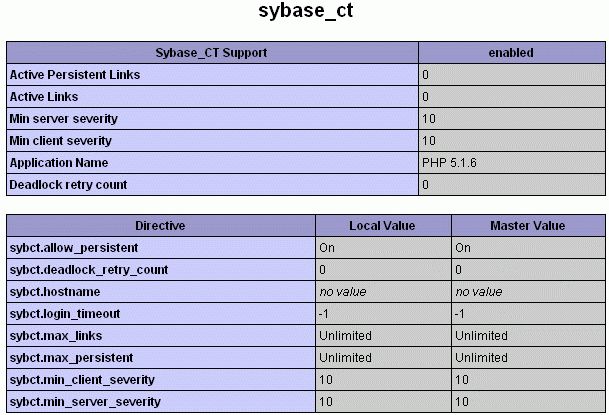 sybase_ct
Sybase_CT Support enabled
Active Persistent Links 0
Active Links 0
Min server severity 10
Min client severity 10
Application Name PHP 5.1.6
Deadlock retry count 0
Directive Local Value Master Value
sybct.allow_persistent On On
sybct.deadlock_retry_count 0 0
sybct.hostname no value no value
sybct.login_timeout -1 -1
sybct.max_links Unlimited Unlimited
sybct.max_persistent Unlimited Unlimited
sybct.min_client_severity 10 10
sybct.min_server_severity 10 10